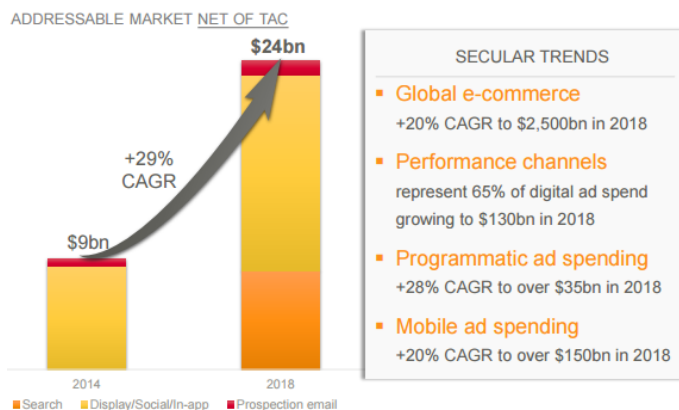 ADDRESSABLE MARKET NET OF TAC
$24bn
+29%
CAGR
$9bn
2014
2018
Search
Display/Social/In-app
Prospection email
SECULAR TRENDS
Global e-commerce
+20% CAGR to $2,500bn in 2018
Performance channels
represent 65% of digital ad spend
growing to $130bn in 2018
Programmatic ad spending
+28% CAGR to over $35bn in 2018
Mobile ad spending
+20% CAGR to over $150bn in 2018